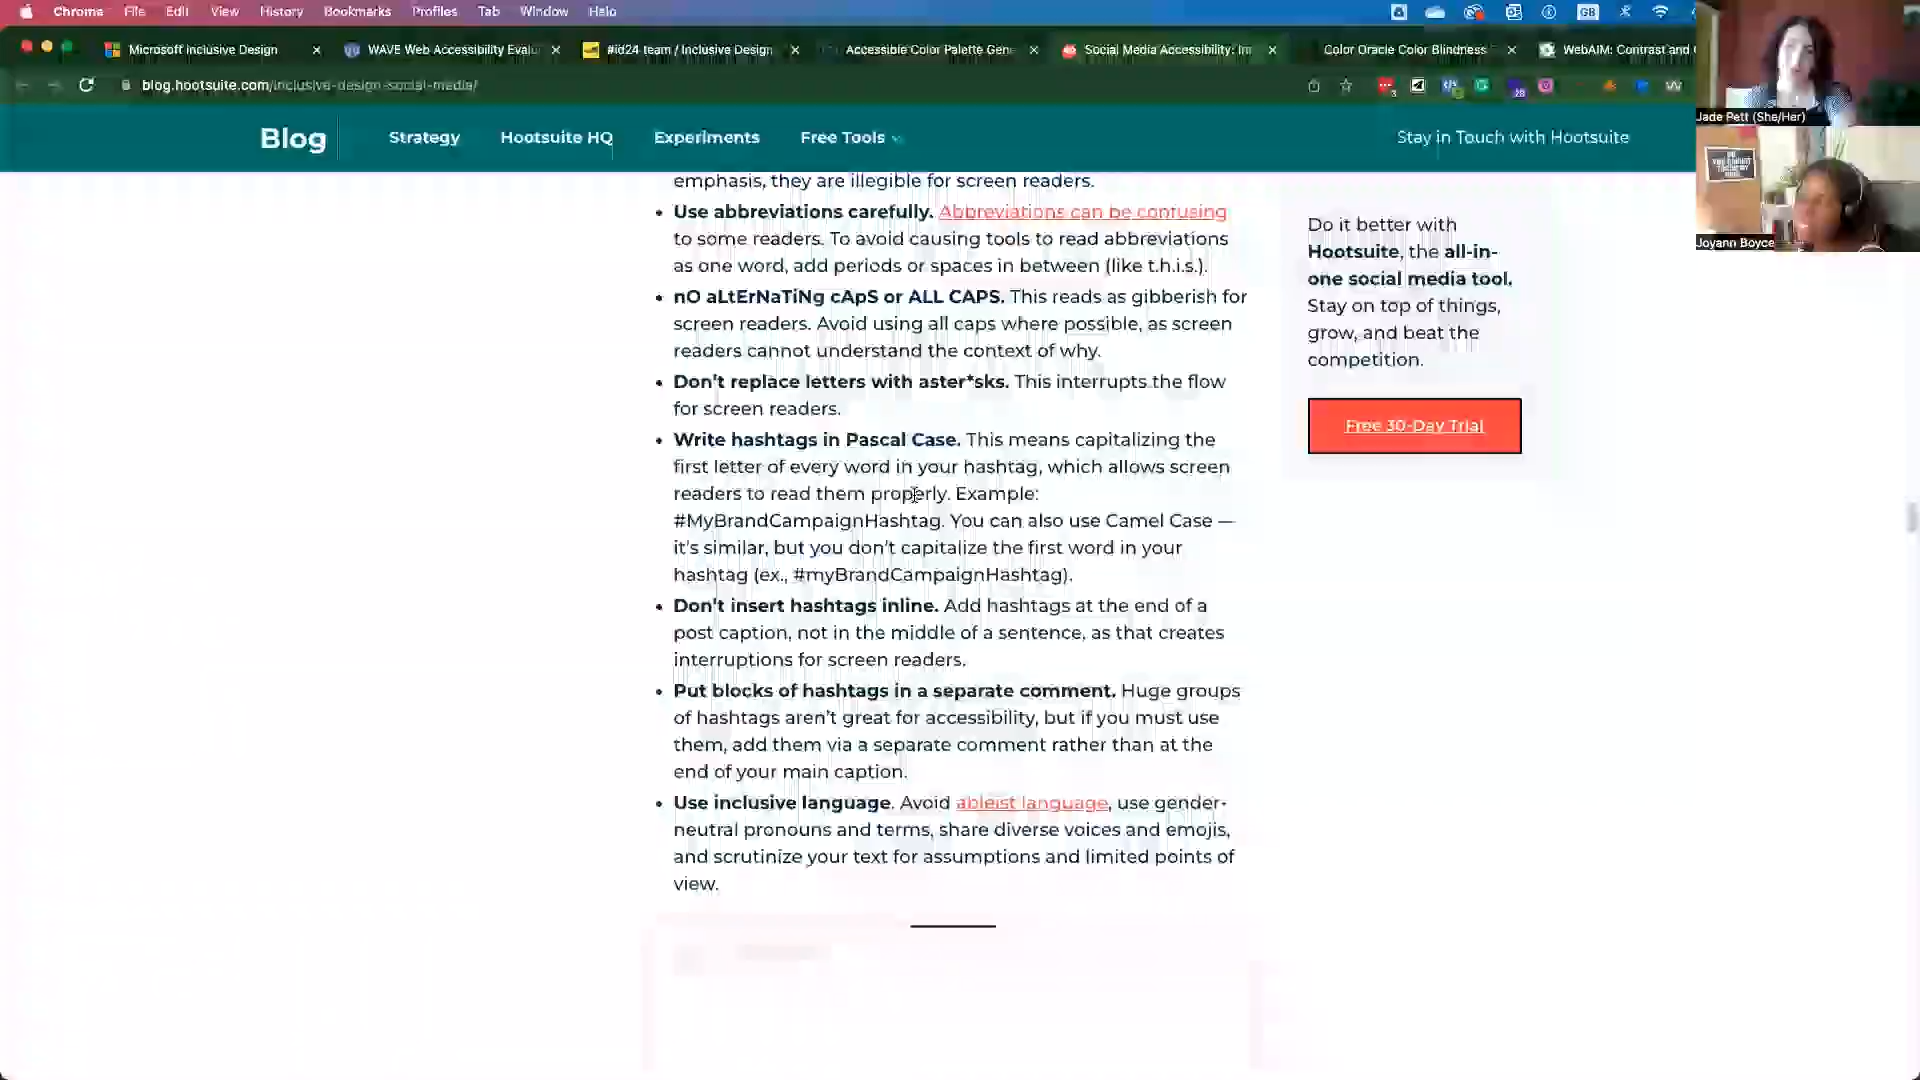 Chrome File Edit View History Bookmarks Profiles Tab Window Help
GB
Microsoft Inclusive Design
WAVE Web Accessibility Evalu
#id24 team / Inclusive Design
Accessible Color Palette Gene
Social Media Accessibility: In
Color Oracle Color Blindness
WebAIM: Contrast and
blog.hootsuite.com/inclusive-design-social-media/
Blog
Strategy
Hootsuite HQ
Experiments
Free Tools
Stay in Touch with Hootsuite
Jade Pett (She/Her)
Joyann Boyce
emphasis, they are illegible for screen readers.
• Use abbreviations carefully. Abbreviations can be confusing
to some readers. To avoid causing tools to read abbreviations
as one word, add periods or spaces in between (like t.h.i.s.).
• nO aLtErNaTiNg cApS or ALL CAPS. This reads as gibberish for
screen readers. Avoid using all caps where possible, as screen
readers cannot understand the context of why.
• Don't replace letters with aster*sks. This interrupts the flow
for screen readers.
• Write hashtags in Pascal Case. This means capitalizing the
first letter of every word in your hashtag, which allows screen
readers to read them properly. Example:
#MyBrandCampaignHashtag. You can also use Camel Case —
it's similar, but you don't capitalize the first word in your
hashtag (ex., #myBrandCampaignHashtag).
• Don't insert hashtags inline. Add hashtags at the end of a
post caption, not in the middle of a sentence, as that creates
interruptions for screen readers.
• Put blocks of hashtags in a separate comment. Huge groups
of hashtags aren't great for accessibility, but if you must use
them, add them via a separate comment rather than at the
end of your main caption.
• Use inclusive language. Avoid ableist language, use gender-
neutral pronouns and terms, share diverse voices and emojis,
and scrutinize your text for assumptions and limited points of
view.
Do it better with
Hootsuite, the all-in-
one social media tool.
Stay on top of things,
grow, and beat the
competition.
Free 30-Day Trial